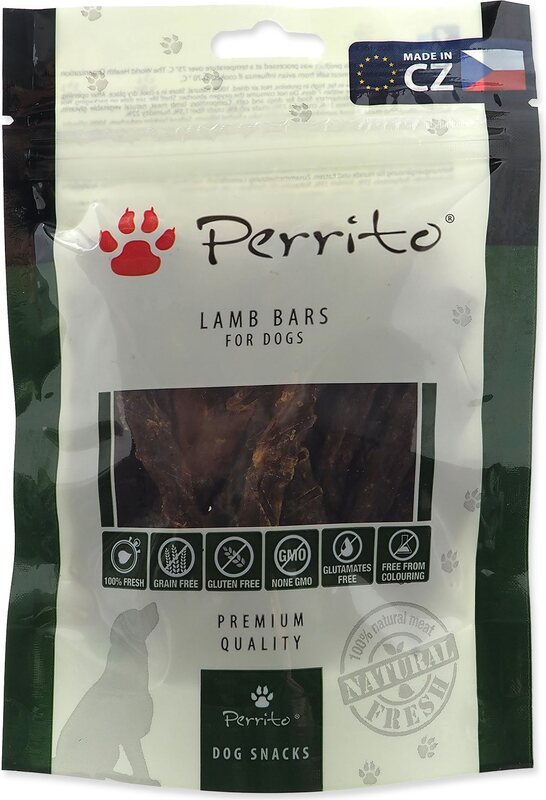 MADE IN
CZ
Perrito®
LAMB BARS
FOR DOGS
100% FRESH
GRAIN FREE
GLUTEN FREE
GMO
NONE GMO
GLUTAMATES
FREE
FREE FROM
COLOURING
PREMIUM
QUALITY
100% natural meat
NATURAL
FRESH
Perrito®
DOG SNACKS